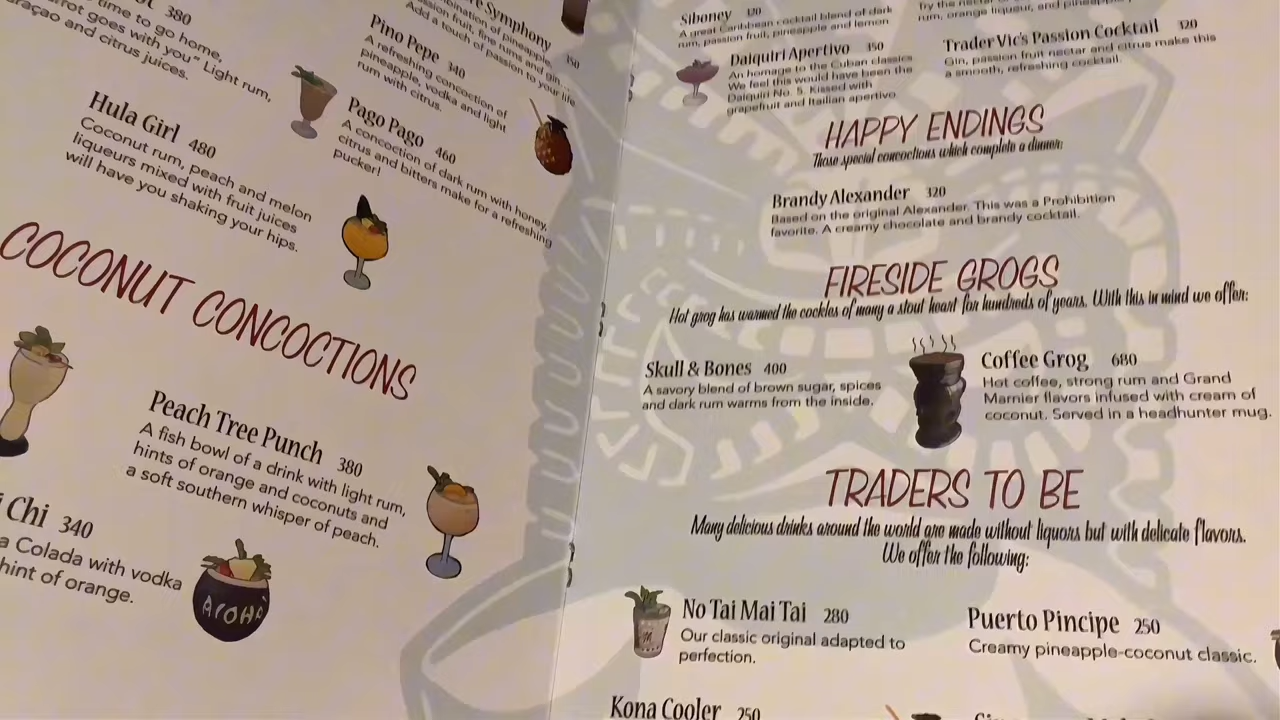 380
time to go home,
goes with you" Light rum,
and citrus juices.
Hula Girl 480
Coconut rum, peach and melon
liqueurs mixed with fruit juices
will have you shaking your hips.
Symphony
350
Add a touch of passion to your life
Pino Pepe 340
A refreshing concoction of
pineapple, vodka and light
rum with citrus.
Pago Pago 460
A concoction of dark rum with honey,
citrus and bitters make for a refreshing
pucker!
COCONUT CONCOCTIONS
Peach Tree Punch 380
A fish bowl of a drink with light rum,
hints of orange and coconuts and
a soft southern whisper of peach.
Chi 340
Colada with vodka
hint of orange.
ALOHA
Siboney 320
A great Caribbean cocktail blend of dark
rum, passion fruit, pineapple and lemon
rum, orange liqueur, and
Daiquiri Apertivo 350
An homage to the Cuban classics
We feel this would have been the
Daiquiri No. 5. Kissed with
grapefruit and Itailian apertivo.
Trader Vic's Passion Cocktail 320
Gin, passion fruit nectar and citrus make this
a smooth, refreshing cocktail.
HAPPY ENDINGS
Those special concoctions which complete a dinner:
Brandy Alexander 320
Based on the original Alexander. This was a Prohibition
favorite. A creamy chocolate and brandy cocktail.
FIRESIDE GROGS
Hot grog has warmed the cockles of many a stout heart for hundreds of years. With this in mind we offer:
Skull & Bones 400
A savory blend of brown sugar, spices
and dark rum warms from the inside.
Coffee Grog 680
Hot coffee, strong rum and Grand
Marnier flavors infused with cream of
coconut. Served in a headhunter mug.
TRADERS TO BE
Many delicious drinks around the world are made without liquors but with delicate flavors.
We offer the following:
No Tai Mai Tai 280
Our classic original adapted to
perfection.
Puerto Pincipe 250
Creamy pineapple-coconut classic.
Kona Cooler 250